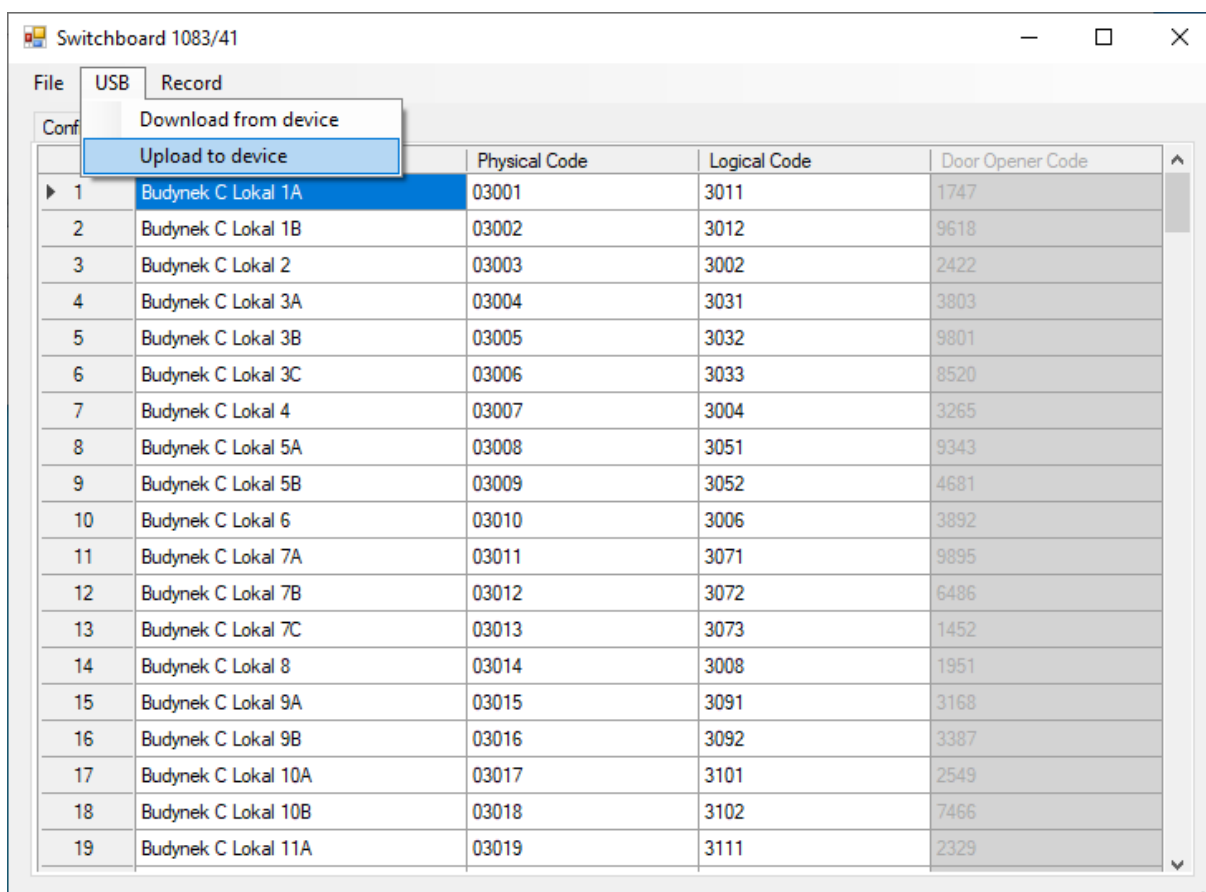 Switchboard 1083/41
File USB Record
Conf
Download from device
Upload to device
Physical Code Logical Code Door Opener Code
1 Budynek C Lokal 1A 03001 3011 1747
2 Budynek C Lokal 1B 03002 3012 9618
3 Budynek C Lokal 2 03003 3002 2422
4 Budynek C Lokal 3A 03004 3031 3803
5 Budynek C Lokal 3B 03005 3032 9801
6 Budynek C Lokal 3C 03006 3033 8520
7 Budynek C Lokal 4 03007 3004 3265
8 Budynek C Lokal 5A 03008 3051 9343
9 Budynek C Lokal 5B 03009 3052 4681
10 Budynek C Lokal 6 03010 3006 3892
11 Budynek C Lokal 7A 03011 3071 9895
12 Budynek C Lokal 7B 03012 3072 6486
13 Budynek C Lokal 7C 03013 3073 1452
14 Budynek C Lokal 8 03014 3008 1951
15 Budynek C Lokal 9A 03015 3091 3168
16 Budynek C Lokal 9B 03016 3092 3387
17 Budynek C Lokal 10A 03017 3101 2549
18 Budynek C Lokal 10B 03018 3102 7466
19 Budynek C Lokal 11A 03019 3111 2329